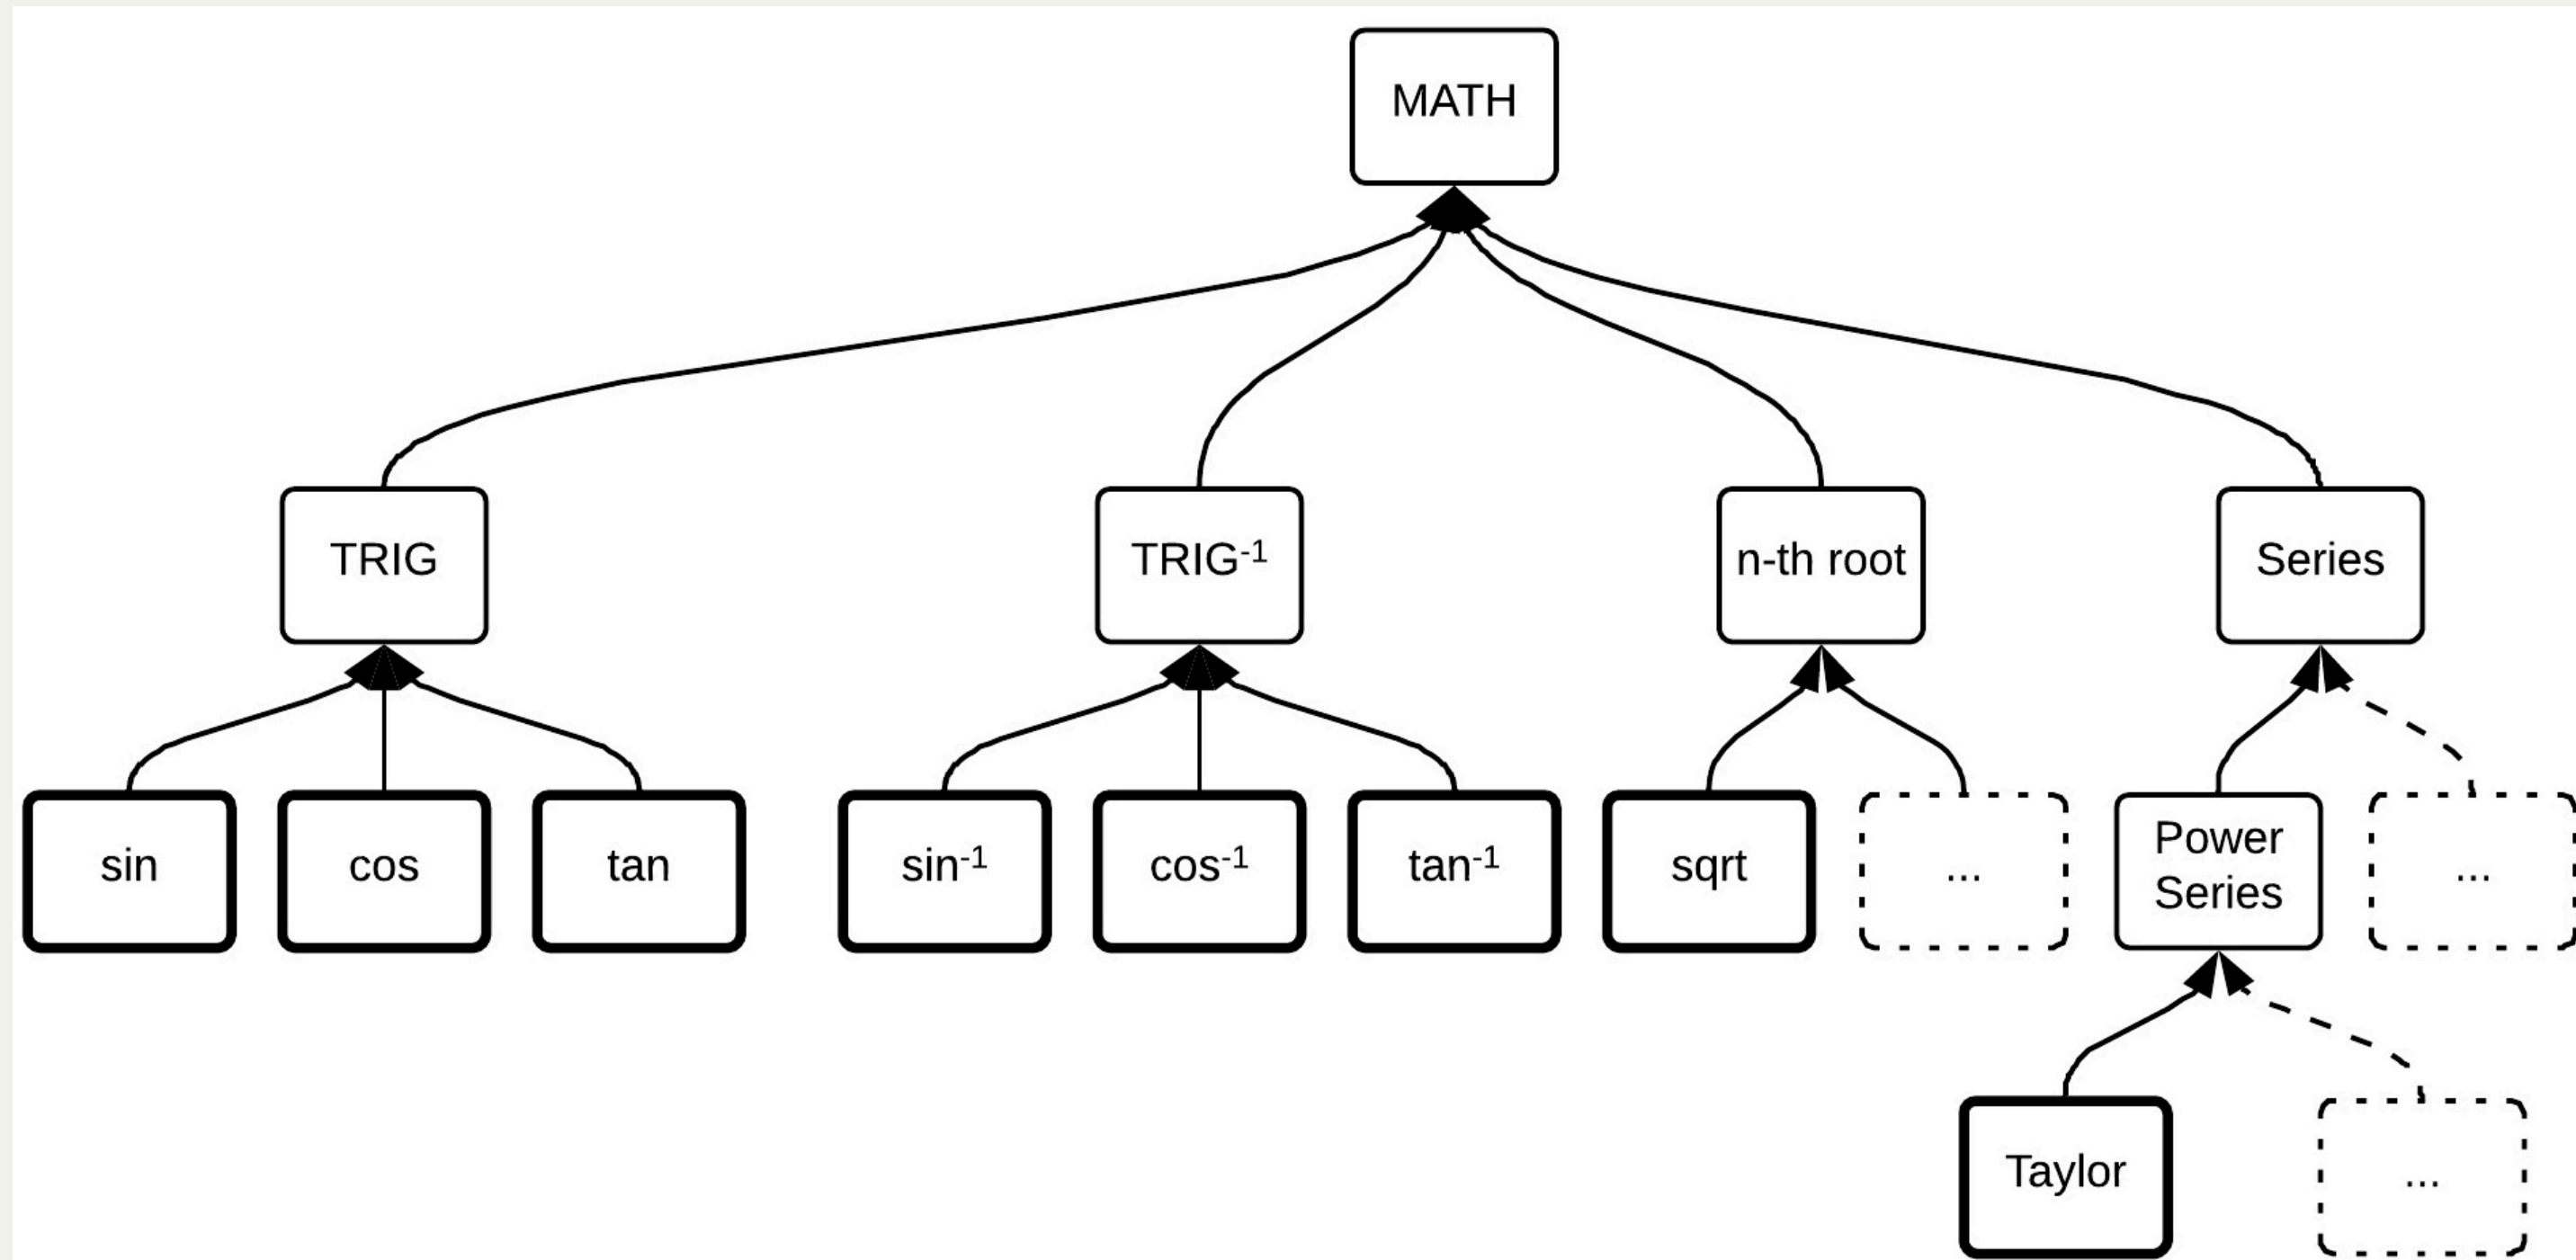 MATH
TRIG
TRIG-1
n-th root
Series
sin
cos
tan
sin-1
cos-1
tan-1
sqrt
...
Power
Series
...
Taylor
...